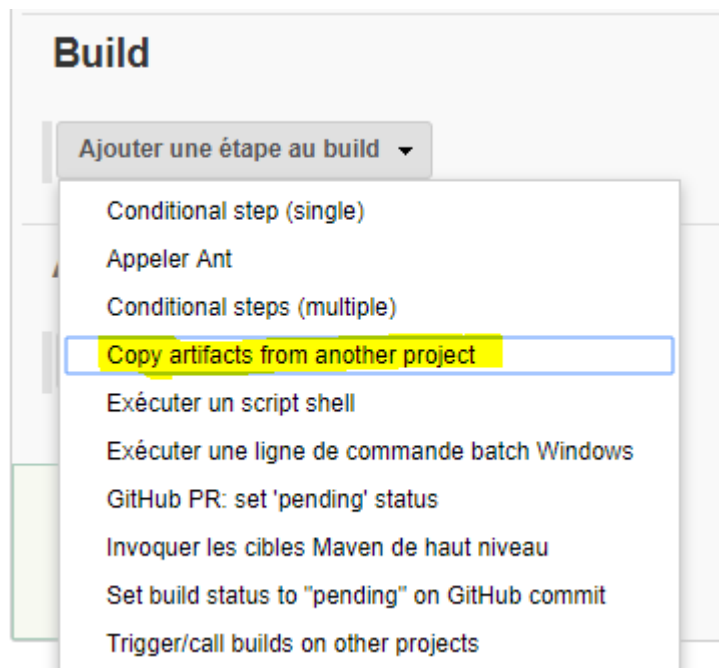 Build
Ajouter une étape au build
Conditional step (single)
Appeler Ant
Conditional steps (multiple)
Copy artifacts from another project
Exécuter un script shell
Exécuter une ligne de commande batch Windows
GitHub PR: set 'pending' status
Invoquer les cibles Maven de haut niveau
Set build status to "pending" on GitHub commit
Trigger/call builds on other projects